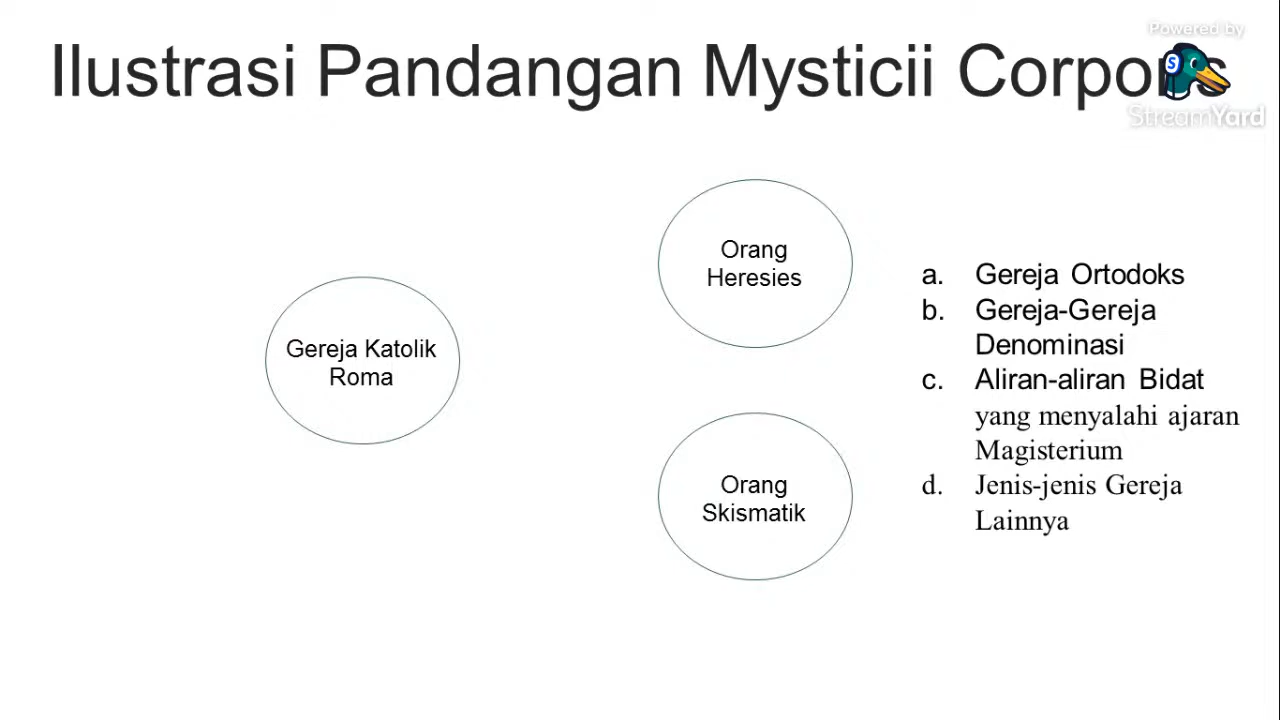 Ilustrasi Pandangan Mysticii Corporis
Powered by
StreamYard
Gereja Katolik
Roma
Orang
Heresies
Orang
Skismatik
a. Gereja Ortodoks
b. Gereja-Gereja
Denominasi
c. Aliran-aliran Bidat
yang menyalahi ajaran
Magisterium
d. Jenis-jenis Gereja
Lainnya